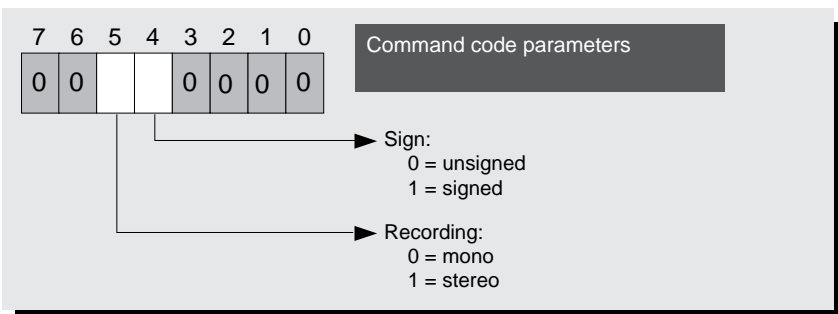 7 6 5 4 3 2 1 0
Command code parameters
0 0 0 0 0 0
Sign:
0 = unsigned
1 = signed
Recording:
0 = mono
1 = stereo